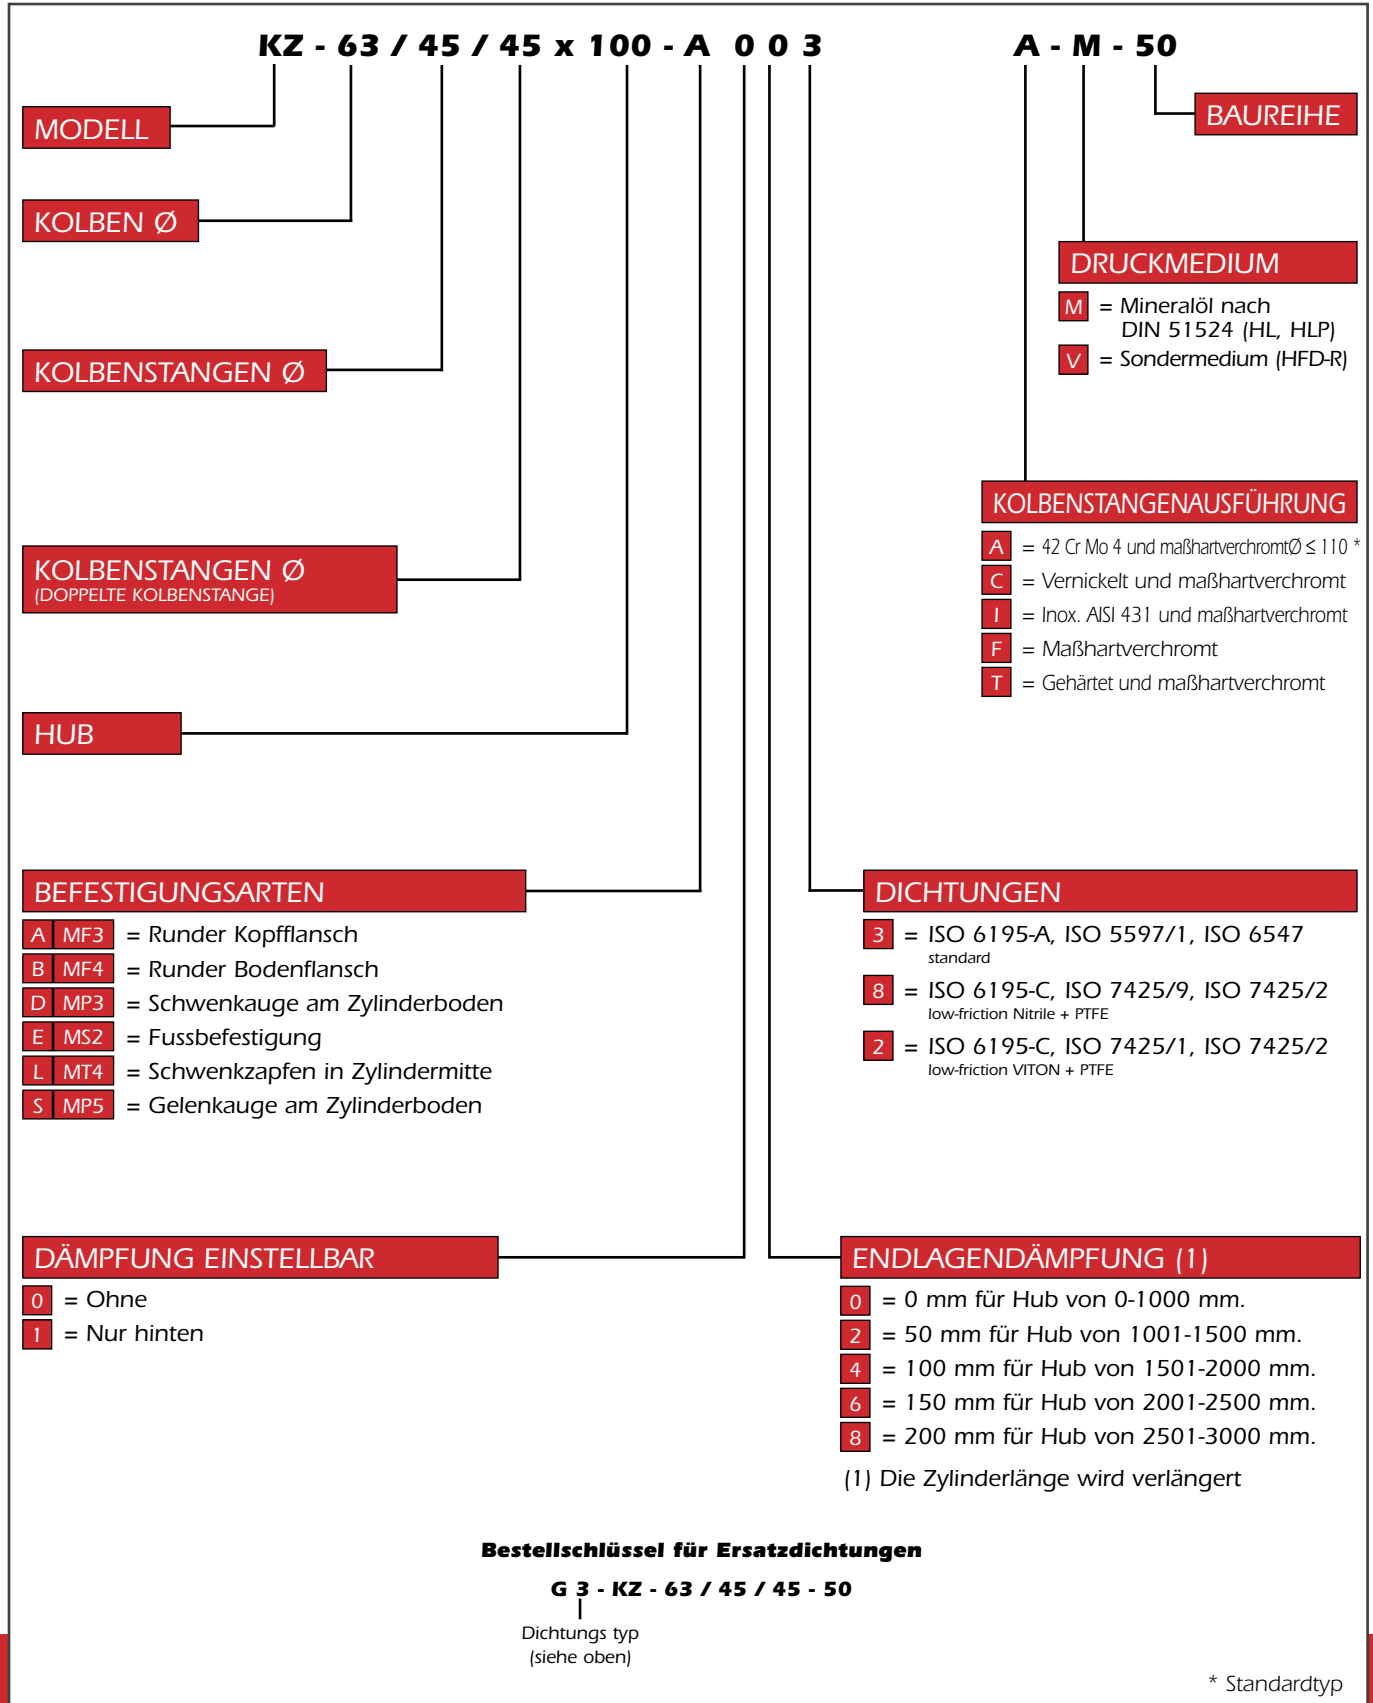 KZ - 63 / 45 / 45 x 100 - A 0 0 3 A - M - 50
MODELL
BAUREIHE
KOLBEN Ø
DRUCKMEDIUM
M = Mineralöl nach
DIN 51524 (HL, HLP)
V = Sondermedium (HFD-R)
KOLBENSTANGEN Ø
KOLBENSTANGENAUSFÜHRUNG
A = 42 Cr Mo 4 und maßhartverchromtØ ≤ 110 *
C = Vernickelt und maßhartverchromt
I = Inox. AISI 431 und maßhartverchromt
F = Maßhartverchromt
T = Gehärtet und maßhartverchromt
KOLBENSTANGEN Ø
(DOPPELTE KOLBENSTANGE)
HUB
BEFESTIGUNGSARTEN
A MF3 = Runder Kopfflansch
B MF4 = Runder Bodenflansch
D MP3 = Schwenkauge am Zylinderboden
E MS2 = Fussbefestigung
L MT4 = Schwenkzapfen in Zylindermitte
S MP5 = Gelenkauge am Zylinderboden
DICHTUNGEN
3 = ISO 6195-A, ISO 5597/1, ISO 6547
standard
8 = ISO 6195-C, ISO 7425/9, ISO 7425/2
low-friction Nitrile + PTFE
2 = ISO 6195-C, ISO 7425/1, ISO 7425/2
low-friction VITON + PTFE
DÄMPFUNG EINSTELLBAR
0 = Ohne
1 = Nur hinten
ENDLAGENDÄMPFUNG (1)
0 = 0 mm für Hub von 0-1000 mm.
2 = 50 mm für Hub von 1001-1500 mm.
4 = 100 mm für Hub von 1501-2000 mm.
6 = 150 mm für Hub von 2001-2500 mm.
8 = 200 mm für Hub von 2501-3000 mm.
(1) Die Zylinderlänge wird verlängert
Bestellschlüssel für Ersatzdichtungen
G 3 - KZ - 63 / 45 / 45 - 50
Dichtungs typ
(siehe oben)
* Standardtyp